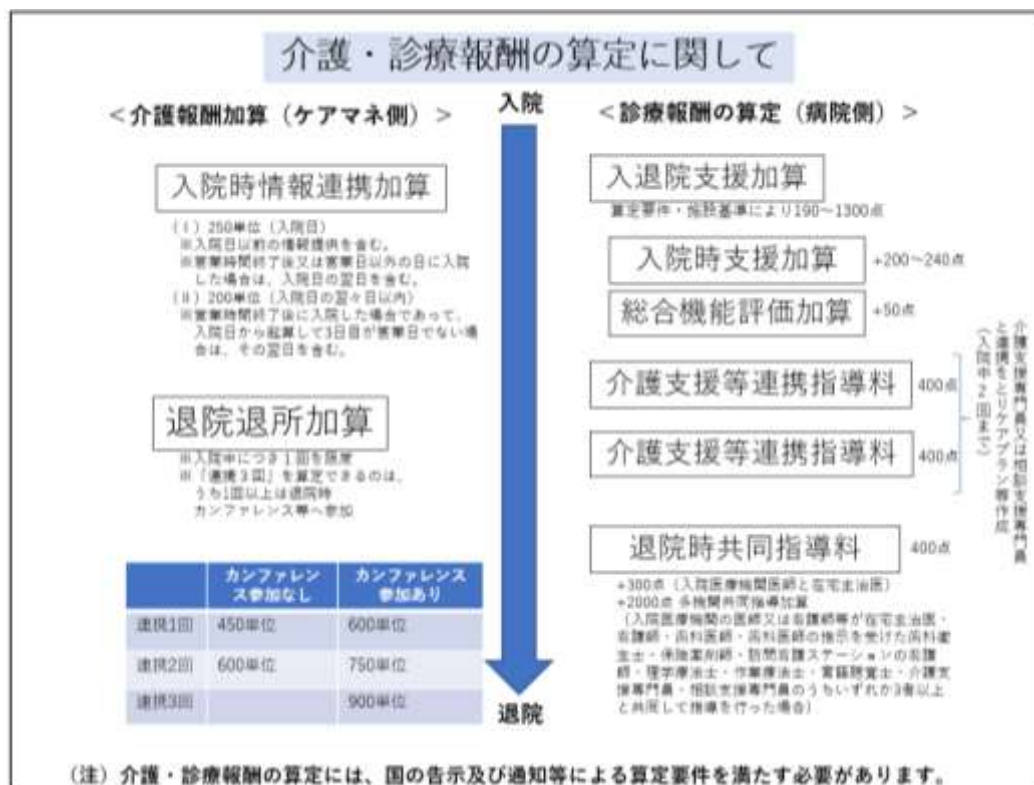 介護・診療報酬の算定に関して
入院
＜介護報酬加算（ケアマネ側）＞
入院時情報連携加算
（Ⅰ）250単位（入院日）
※入院日以前の情報提供を含む。
※営業時間終了後又は営業日以外の日に入院
した場合は、入院日の翌日を含む。
（Ⅱ）200単位（入院日の翌々日以内）
※営業時間終了後に入院した場合であって、
入院日から起算して3日目が営業日でない場
合は、その翌日を含む。
退院退所加算
※入院中につき1回を限度
※「連携3回」を算定できるのは、
うち1回以上は退院時
カンファレンス等へ参加
カンファレン カンファレンス
ス参加なし 参加あり
連携1回 450単位 600単位
連携2回 600単位 750単位
連携3回 900単位
＜診療報酬の算定（病院側）＞
入退院支援加算
算定要件・施設基準により190～1300点
入院時支援加算 +200～240点
総合機能評価加算 +50点
介護支援等連携指導料 400点
介護支援等連携指導料 400点
介護支援専門員又は相談支援専門員
と連携をとりケアプラン等作成
（入院中2回まで）
退院時共同指導料 400点
+300点（入院医療機関医師と在宅主治医）
+2000点 多機関共同指導加算
（入院医療機関の医師又は看護師等が在宅主治医・
看護師・歯科医師・歯科医師の指示を受けた歯科衛
生士・保険薬剤師・訪問看護ステーションの看護
師・理学療法士・作業療法士・言語聴覚士・介護支
援専門員・相談支援専門員のうちいずれか3者以上
と共同して指導を行った場合）
退院
（注）介護・診療報酬の算定には、国の告示及び通知等による算定要件を満たす必要があります。